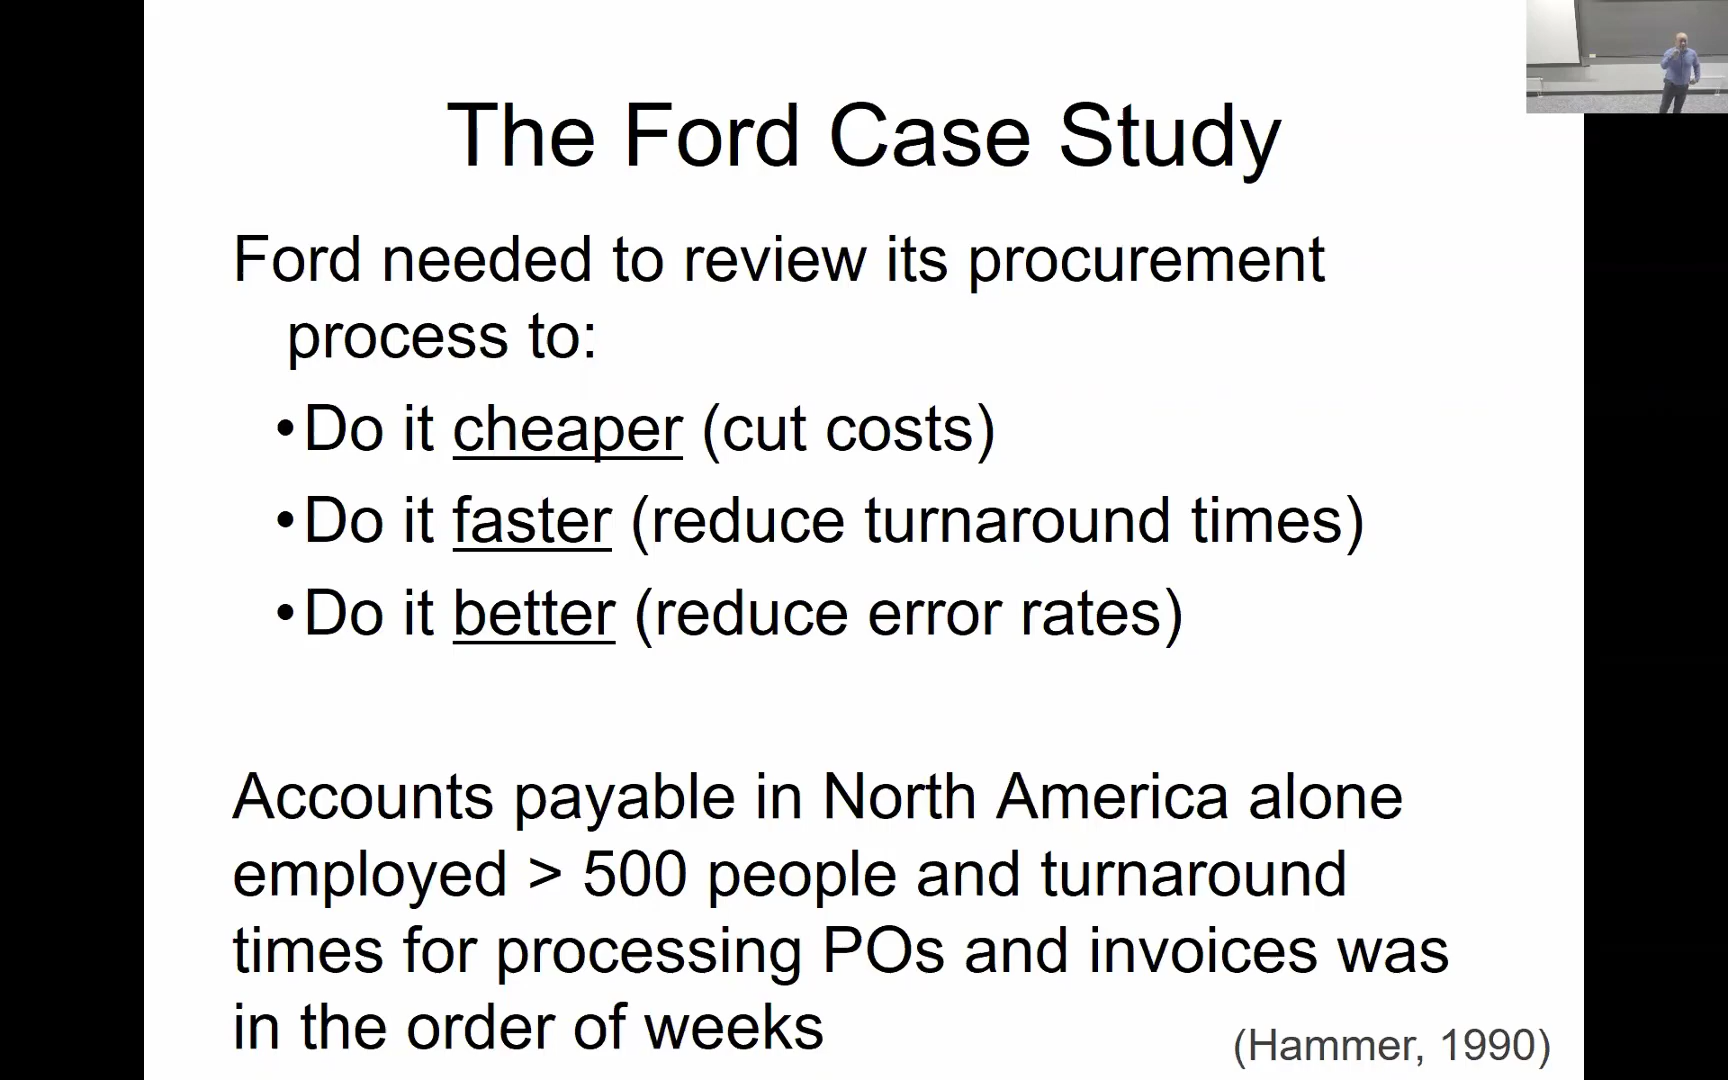 The Ford Case Study
Ford needed to review its procurement
process to:
•Do it cheaper (cut costs)
•Do it faster (reduce turnaround times)
•Do it better (reduce error rates)
Accounts payable in North America alone
employed > 500 people and turnaround
times for processing POs and invoices was
in the order of weeks
(Hammer, 1990)